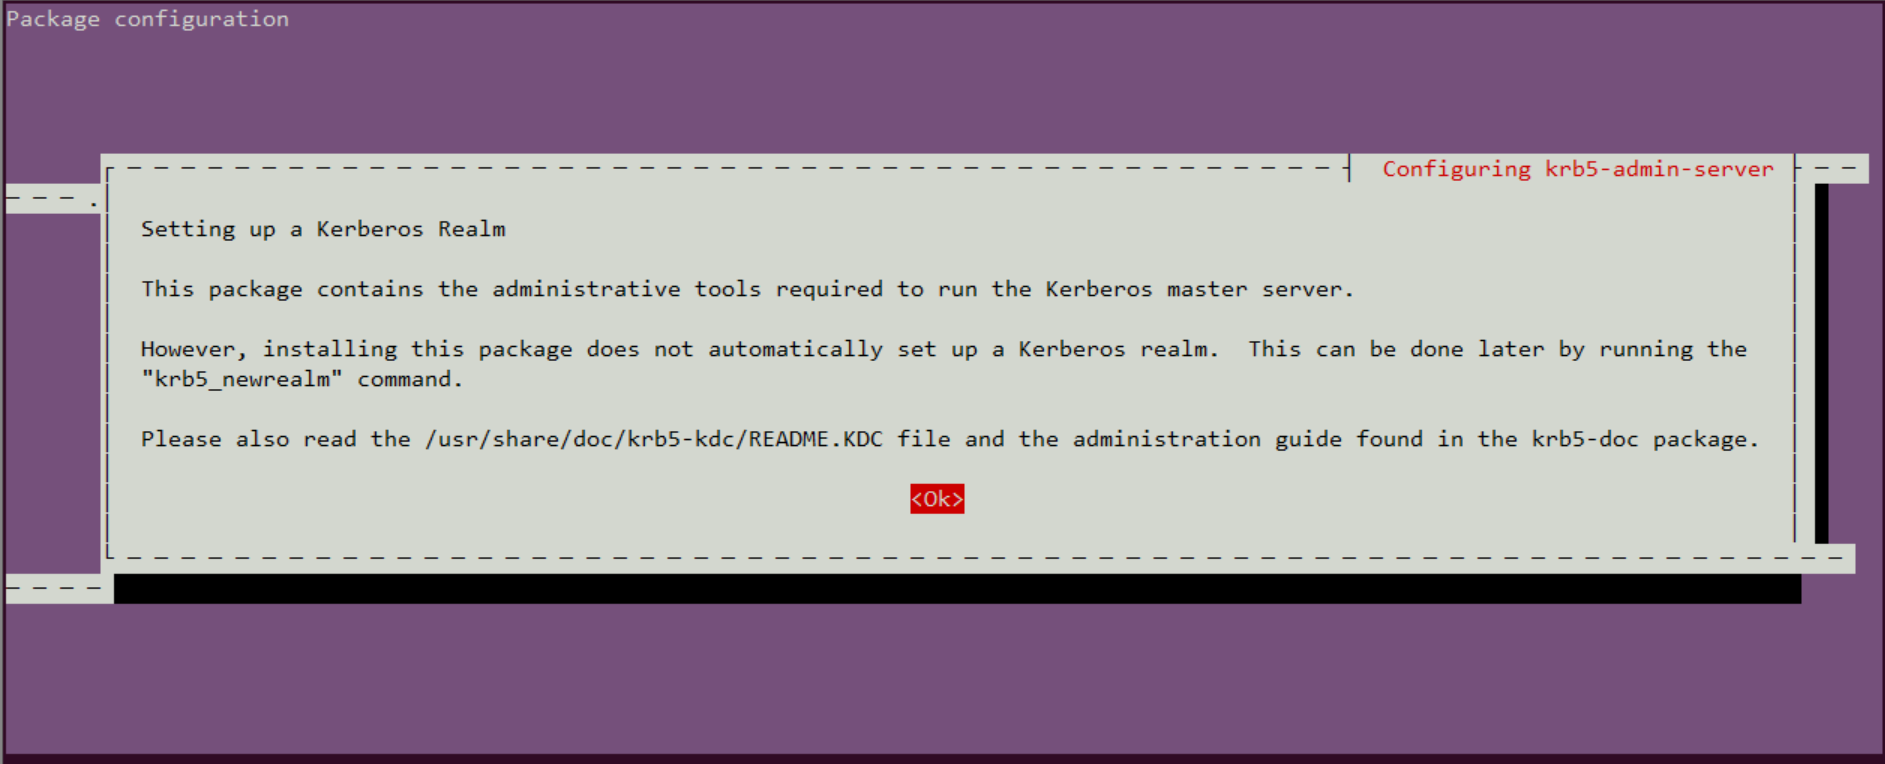 Package configuration
Configuring krb5-admin-server
Setting up a Kerberos Realm
This package contains the administrative tools required to run the Kerberos master server.
However, installing this package does not automatically set up a Kerberos realm.  This can be done later by running the
"krb5_newrealm" command.
Please also read the /usr/share/doc/krb5-kdc/README.KDC file and the administration guide found in the krb5-doc package.
<Ok>